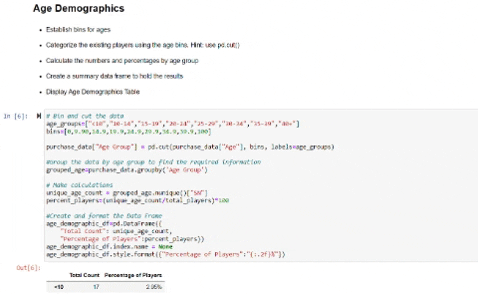 Age Demographics
Establish bins for ages
Categorize the existing players using the age bins. Hint: use pd.cut()
Calculate the numbers and percentages by age group
Create a summary data frame to hold the results
Display Age Demographics Table
In [6]:
# Bin and cut the data
age_groups=["<10","10-14","15-19","20-24","25-29","30-34","35-39","40+"]
bins=[0,9.90,14.9,19.9,24.9,29.9,34.9,39.9,100]
purchase_data["Age Group"] = pd.cut(purchase_data["Age"], bins, labels=age_groups)
#Group the data by age group to find the required information
grouped_age=purchase_data.groupby('Age Group')
# Make calculations
unique_age_count = grouped_age.nunique()["SN"]
percent_players=(unique_age_count/total_players)*100
#Create and format the Data Frame
age_demographic_df=pd.DataFrame({
"Total Count": unique_age_count,
"Percentage of Players":percent_players})
age_demographic_df.index.name = None
age_demographic_df.style.format({"Percentage of Players":"{:.2f}%"})
Out[6]:
Total Count Percentage of Players
<10 17 2.95%